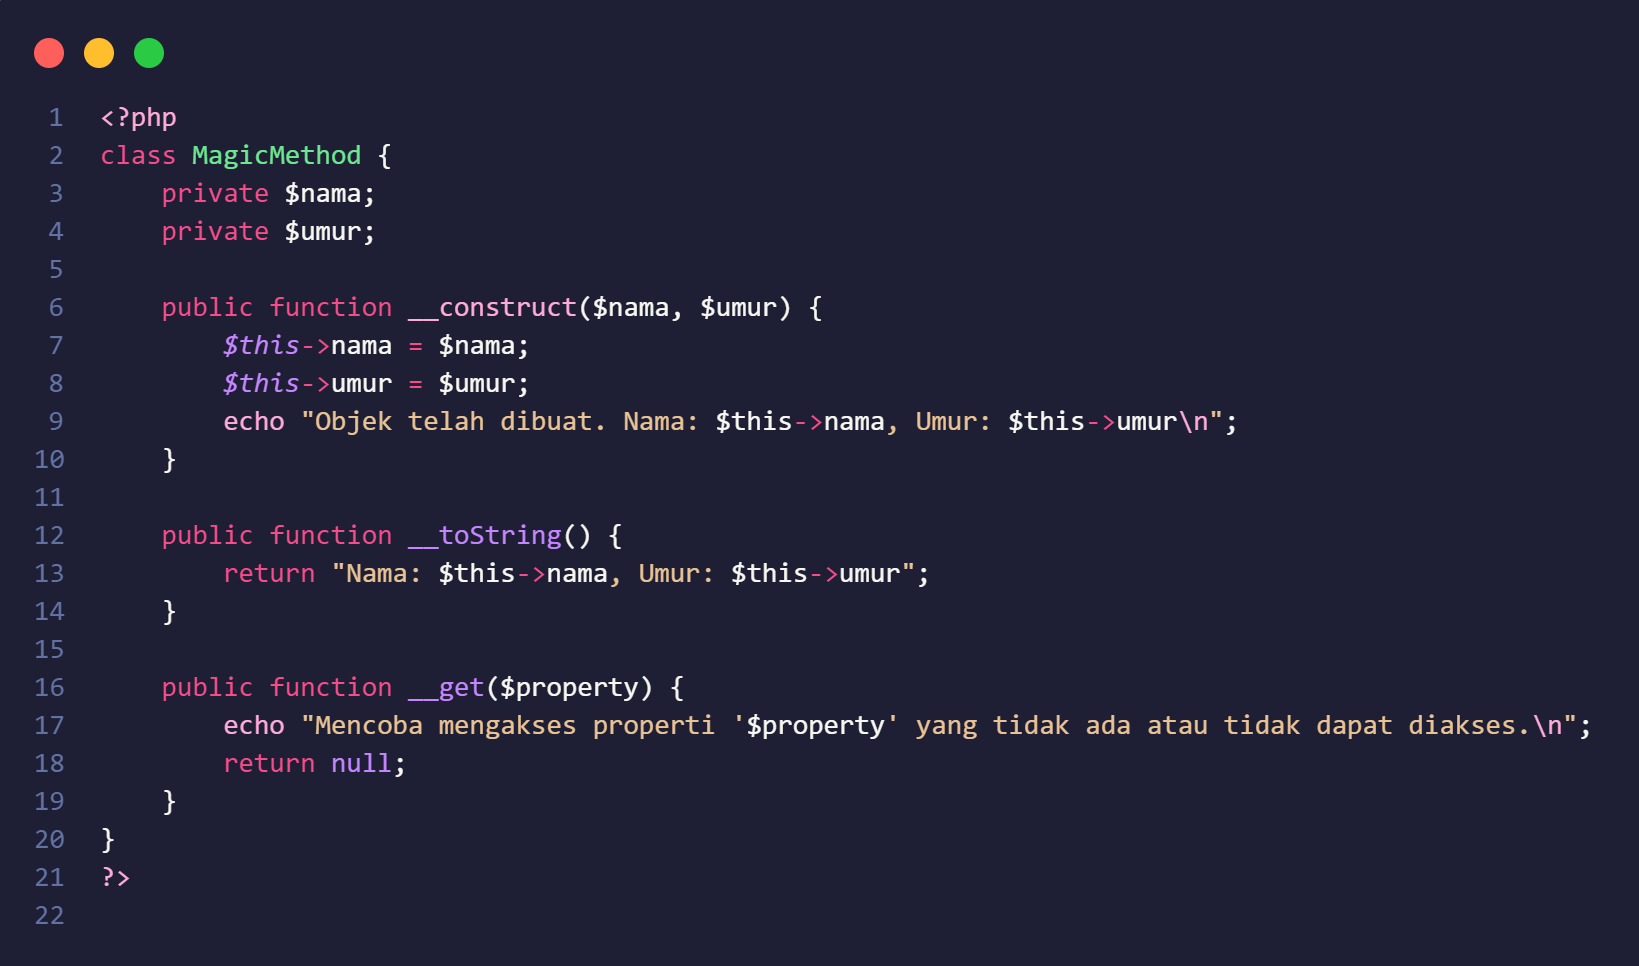 1 <?php
2 class MagicMethod {
3     private $nama;
4     private $umur;
5
6     public function __construct($nama, $umur) {
7         $this->nama = $nama;
8         $this->umur = $umur;
9         echo "Objek telah dibuat. Nama: $this->nama, Umur: $this->umur\n";
10     }
11
12     public function __toString() {
13         return "Nama: $this->nama, Umur: $this->umur";
14     }
15
16     public function __get($property) {
17         echo "Mencoba mengakses properti '$property' yang tidak ada atau tidak dapat diakses.\n";
18         return null;
19     }
20 }
21 ?>
22